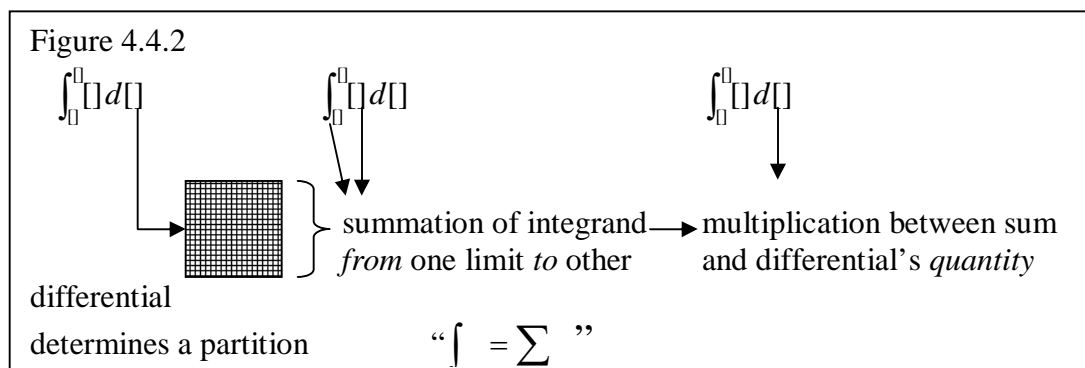 Figure 4.4.2
∫[][] []d[] ∫[][] []d[] ∫[][] []d[]
summation of integrand multiplication between sum
from one limit to other and differential's quantity
differential
determines a partition “∫ = ∑ ”